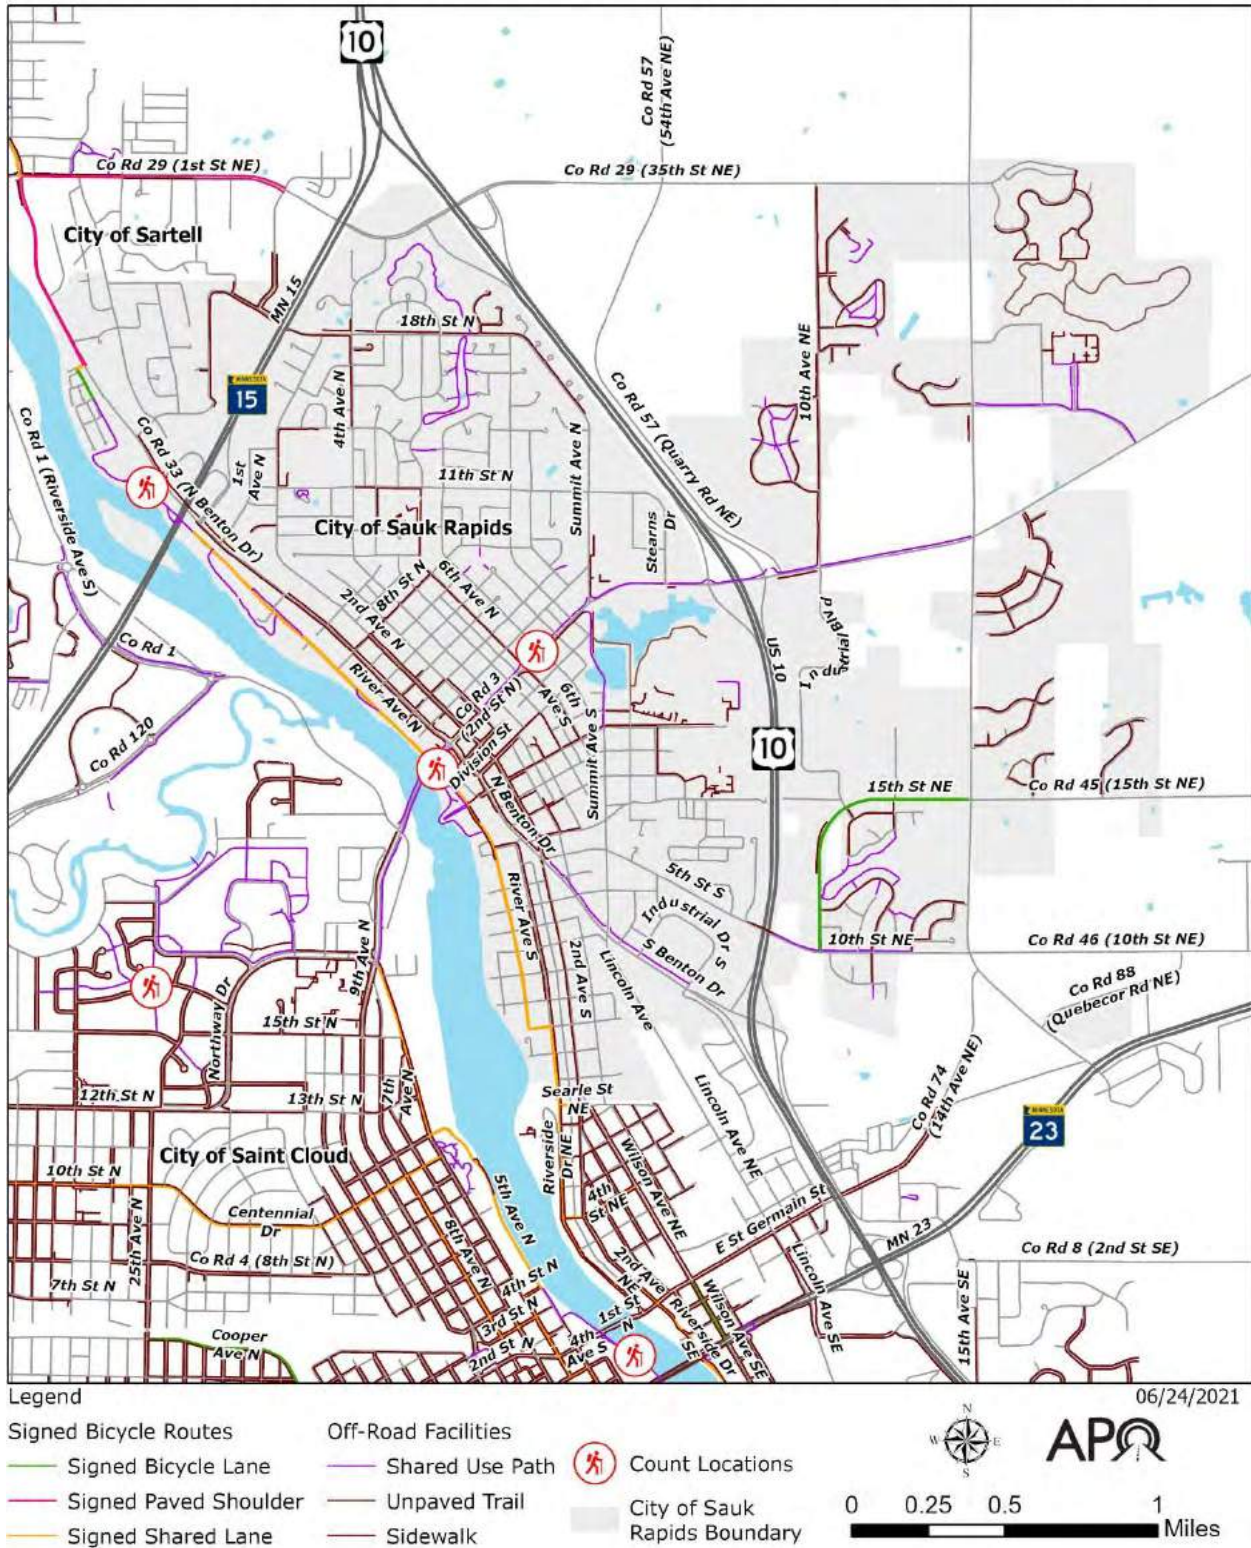 10
Co Rd 57
(54th Ave NE)
Co Rd 29 (1st St NE)
Co Rd 29 (35th St NE)
City of Sartell
MN 15
18th St N
10th Ave NE
MINNESOTA
15
4th Ave N
Co Rd 57 (Quarry Rd NE)
Co Rd 1 (Riverside Ave S)
Co Rd 33 (N Benton Dr)
1st
Ave N
11th St N
Summit Ave N
Stearns
Dr
City of Sauk Rapids
8th St N
6th Ave N
2nd Ave N
Industrial Blvd
Co Rd 1
US 10
River Ave N
Co Rd 3
(2nd St N)
6th
Ave S
Co Rd 120
Division St
Summit Ave S
10
N Benton Dr
15th St NE
Co Rd 45 (15th St NE)
5th St S
River Ave S
Industrial Dr S
9th Ave N
2nd Ave S
S Benton Dr
10th St NE
Co Rd 46 (10th St NE)
Lincoln Ave
Co Rd 88
(Quebecor Rd NE)
Northway Dr
15th St N
12th St N
13th St N
7th
Ave N
Searle St
NE
Lincoln Ave NE
Co Rd 74
(14th Ave NE)
MINNESOTA
23
City of Saint Cloud
Riverside
Dr NE
Wilson Ave NE
10th St N
25th Ave N
Centennial
Dr
5th Ave N
4th
St NE
E St Germain St
8th Ave N
MN 23
Co Rd 4 (8th St N)
Co Rd 8 (2nd St SE)
7th St N
4th St N
2nd Ave
NE
Lincoln Ave SE
15th Ave SE
3rd St N
1st St
N
Riverside Dr
SE
Wilson Ave SE
Cooper
Ave N
2nd St N
4th
Ave S
Legend
06/24/2021
Signed Bicycle Routes
Signed Bicycle Lane
Signed Paved Shoulder
Signed Shared Lane
Off-Road Facilities
Shared Use Path
Unpaved Trail
Sidewalk
Count Locations
City of Sauk
Rapids Boundary
N
W E
S
APO
0 0.25 0.5 1
Miles